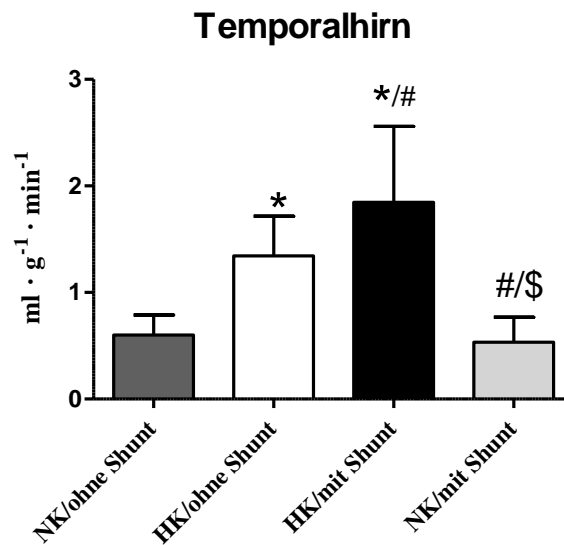 Temporalhirn
ml · g⁻¹ · min⁻¹
3
2
1
0
*
*/#
#/$
NK/ohne Shunt
HK/ohne Shunt
HK/mit Shunt
NK/mit Shunt